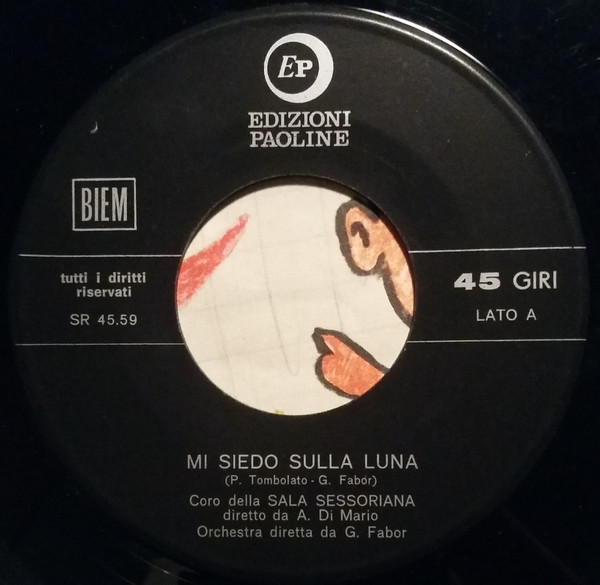 EP
EDIZIONI
PAOLINE
BIEM
tutti i diritti
riservati
SR 45.59
45 GIRI
LATO A
MI SIEDO SULLA LUNA
(P. Tombolato - G. Fabor)
Coro della SALA SESSORIANA
diretto da A. Di Mario
Orchestra diretta da G. Fabor